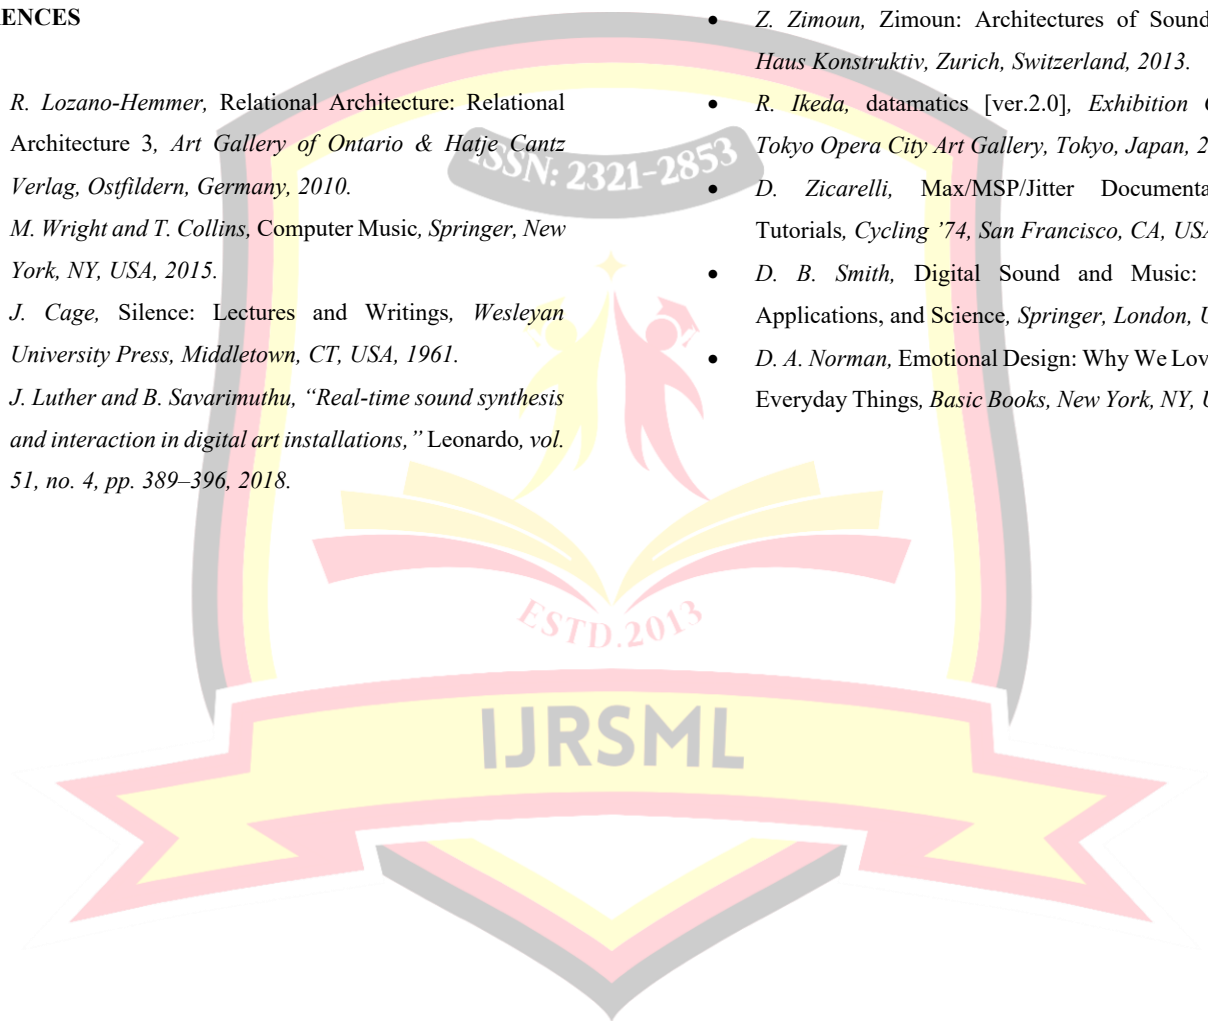 ENCES
R. Lozano-Hemmer, Relational Architecture: Relational
Architecture 3, Art Gallery of Ontario & Hatje Cantz
Verlag, Ostfildern, Germany, 2010.
M. Wright and T. Collins, Computer Music, Springer, New
York, NY, USA, 2015.
J. Cage, Silence: Lectures and Writings, Wesleyan
University Press, Middletown, CT, USA, 1961.
J. Luther and B. Savarimuthu, “Real-time sound synthesis
and interaction in digital art installations,” Leonardo, vol.
51, no. 4, pp. 389–396, 2018.
• Z. Zimoun, Zimoun: Architectures of Sound
Haus Konstruktiv, Zurich, Switzerland, 2013.
• R. Ikeda, datamatics [ver.2.0], Exhibition
Tokyo Opera City Art Gallery, Tokyo, Japan, 2
• D. Zicarelli, Max/MSP/Jitter Documenta
Tutorials, Cycling ’74, San Francisco, CA, USA
• D. B. Smith, Digital Sound and Music:
Applications, and Science, Springer, London, U
• D. A. Norman, Emotional Design: Why We Lov
Everyday Things, Basic Books, New York, NY, U
ISSN: 2321-2853
ESTD.2013
IJRSML